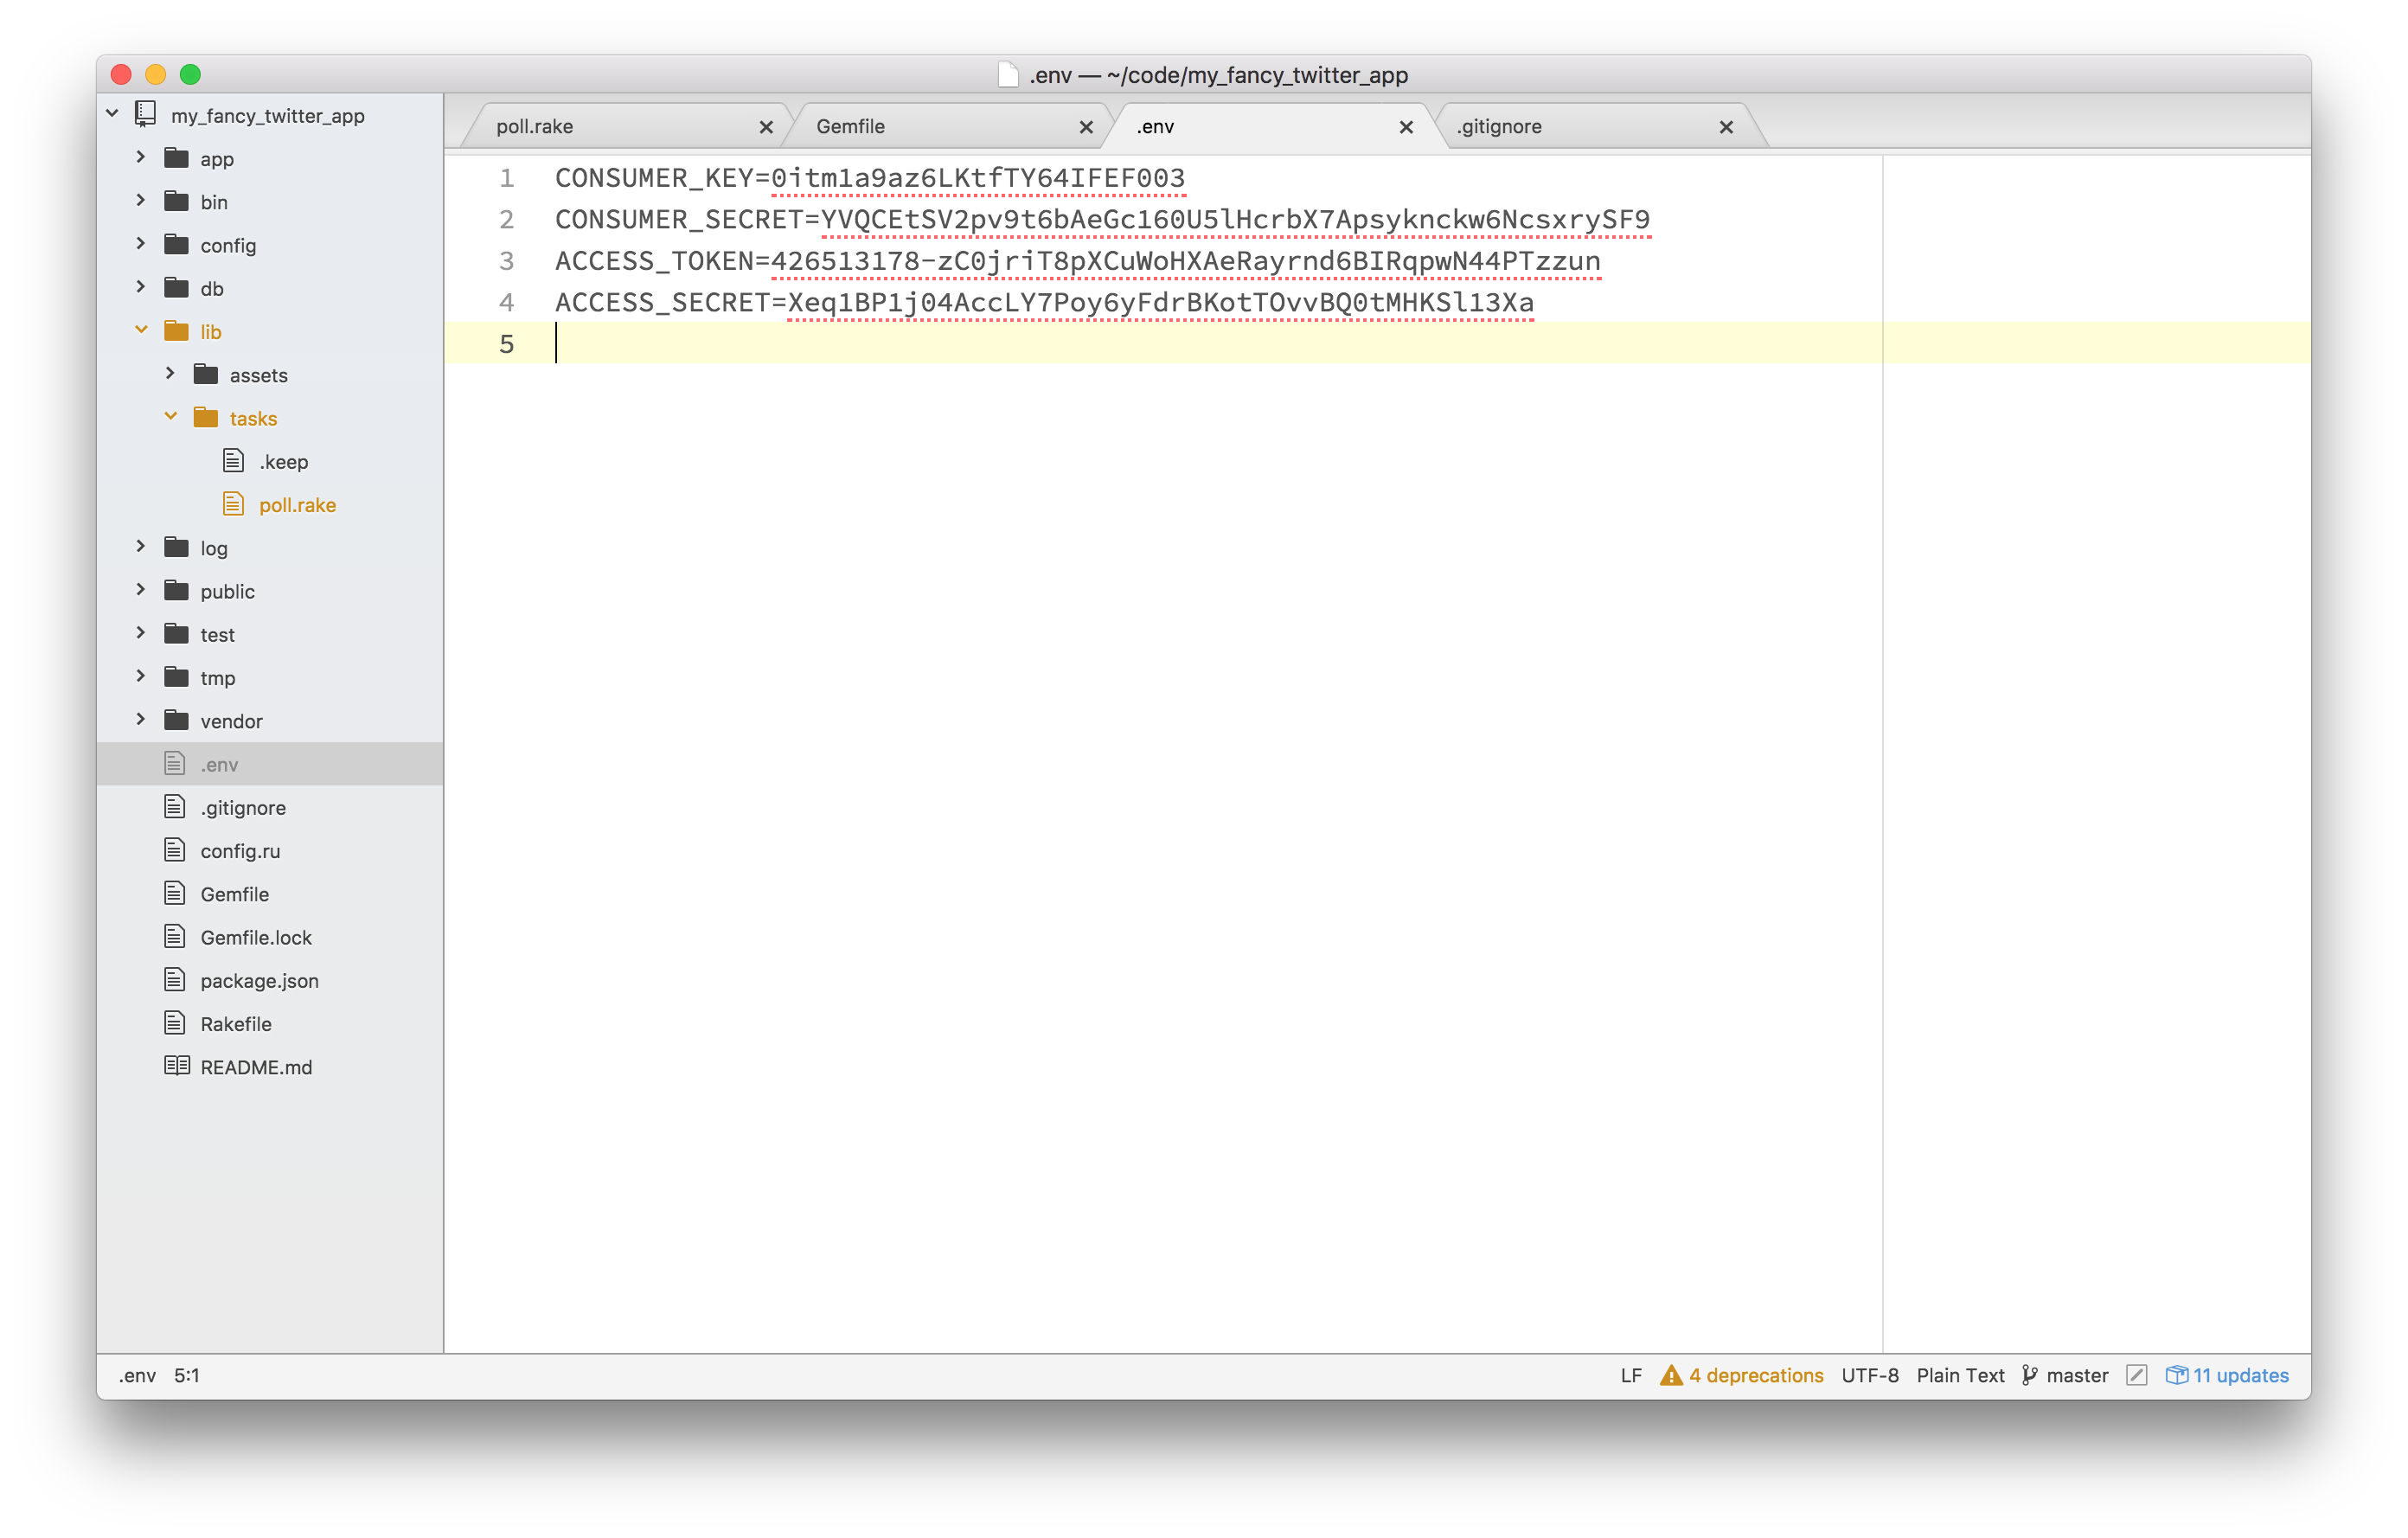 .env — ~/code/my_fancy_twitter_app
my_fancy_twitter_app
app
bin
config
db
lib
assets
tasks
.keep
poll.rake
log
public
test
tmp
vendor
.env
.gitignore
config.ru
Gemfile
Gemfile.lock
package.json
Rakefile
README.md
poll.rake
Gemfile
.env
.gitignore
1 CONSUMER_KEY=0itm1a9az6LKtfTY64IFEF003
2 CONSUMER_SECRET=YVQCEtSV2pv9t6bAeGc160U5lHcrbX7Apsyknckw6NcsxrySF9
3 ACCESS_TOKEN=426513178-zC0jriT8pXCuWoHXAeRayrnd6BIRqpwN44PTzzun
4 ACCESS_SECRET=Xeq1BP1j04AccLY7Poy6yFdrBKotTOvvBQ0tMHKSl13Xa
5
.env 5:1
LF 4 deprecations UTF-8 Plain Text master 11 updates